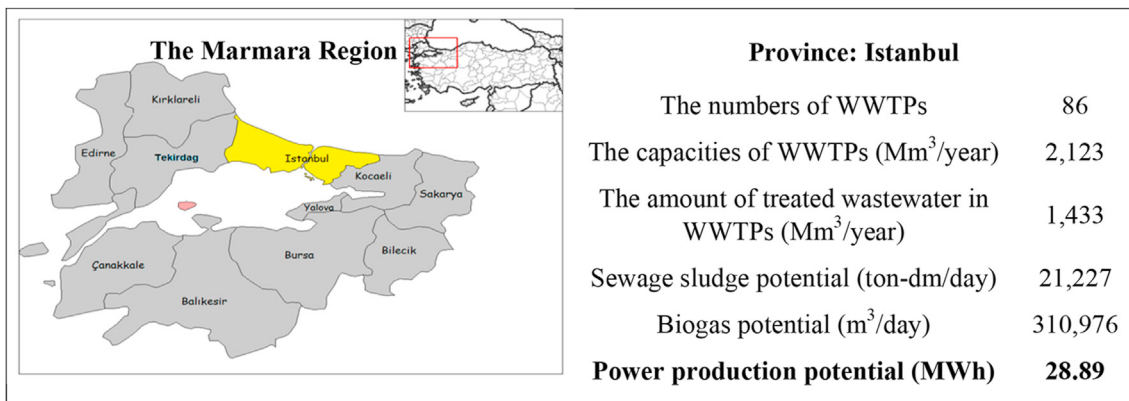 The Marmara Region
Kırklareli
Edirne
Tekirdag
İstanbul
Kocaeli
Sakarya
Yalova
Çanakkale
Bursa
Bilecik
Balıkesir
Province: Istanbul
The numbers of WWTPs 86
The capacities of WWTPs (Mm³/year) 2,123
The amount of treated wastewater in
WWTPs (Mm³/year) 1,433
Sewage sludge potential (ton-dm/day) 21,227
Biogas potential (m³/day) 310,976
Power production potential (MWh) 28.89